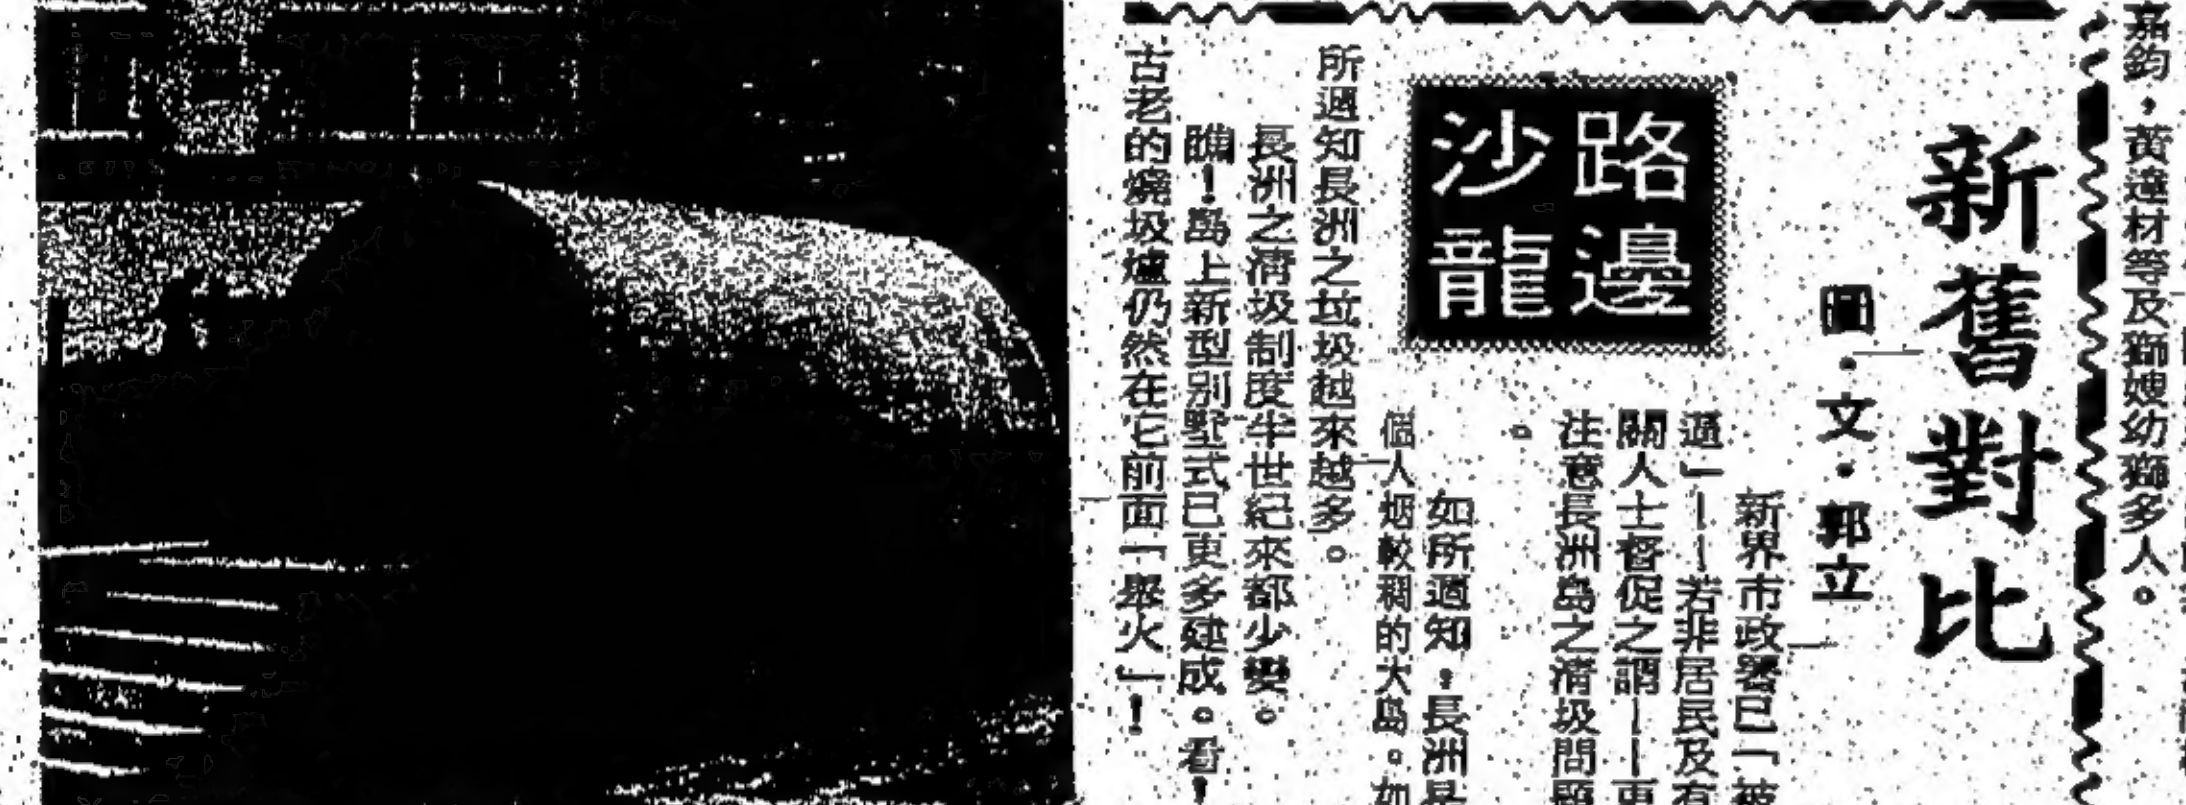 嘉鈞，黃達材等及獅嫂幼獅多人。
新舊對比
圖・文・郭立
路邊
沙龍
新界市政署已「被
過」——若非居民及有
關人士督促之謂——更
注意長洲島之清圾問題
。
如所週知，長洲是
個人烟較稠的大島。如
所週知長洲之垃圾越來越多。
長洲之清圾制度半世紀來都少變。
瞧！島上新型別墅式已更多建成。看！
古老的燒圾爐仍然在它前面「舉火」！